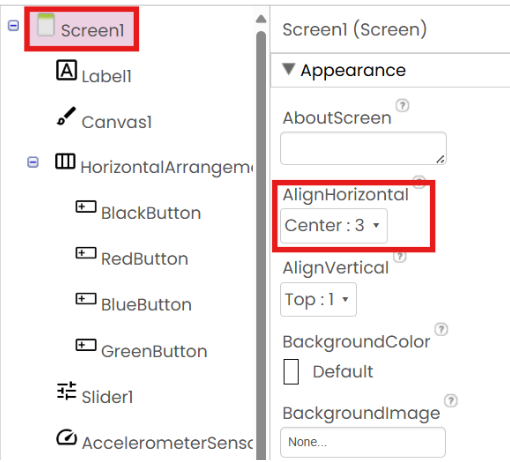 Screen1
Label1
Canvas1
HorizontalArrangem
BlackButton
RedButton
BlueButton
GreenButton
Slider1
AccelerometerSenso
Screen1 (Screen)
Appearance
AboutScreen
AlignHorizontal
Center : 3
AlignVertical
Top : 1
BackgroundColor
Default
BackgroundImage
None...